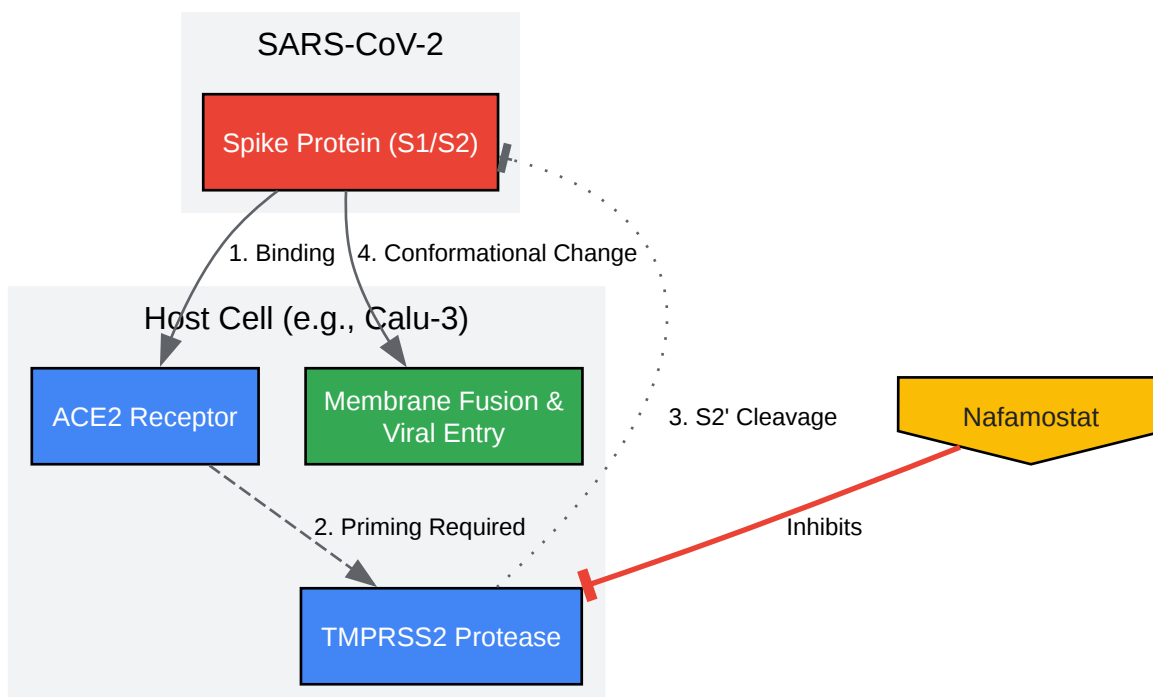 SARS-CoV-2
Spike Protein (S1/S2)
1. Binding
4. Conformational Change
Host Cell (e.g., Calu-3)
ACE2 Receptor
Membrane Fusion &
Viral Entry
3. S2' Cleavage
Nafamostat
2. Priming Required
Inhibits
TMPRSS2 Protease